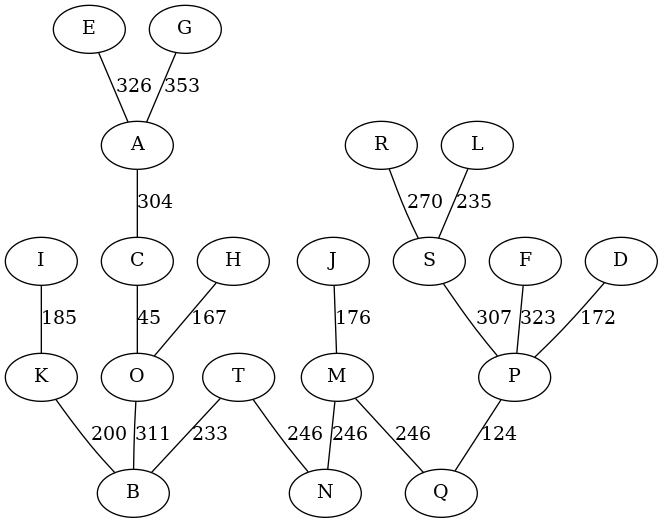 E G
326 353
A R L
304 270 235
I C H J S F D
185 45 167 176 307 323 172
K O T M P
200 311 233 246 246 246 124
B N Q